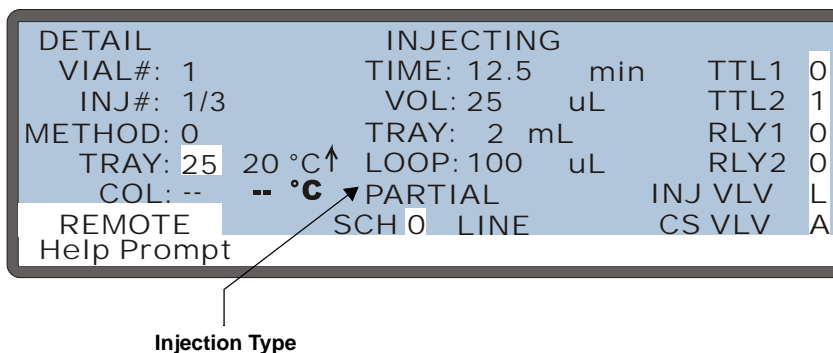 DETAIL INJECTING
VIAL#: 1 TIME: 12.5 min TTL1 0
INJ#: 1/3 VOL: 25 uL TTL2 1
METHOD: 0 TRAY: 2 mL RLY1 0
TRAY: 25 20 °C↑ LOOP: 100 uL RLY2 0
COL: -- -- °C PARTIAL INJ VLV L
REMOTE SCH 0 LINE CS VLV A
Help Prompt
Injection Type